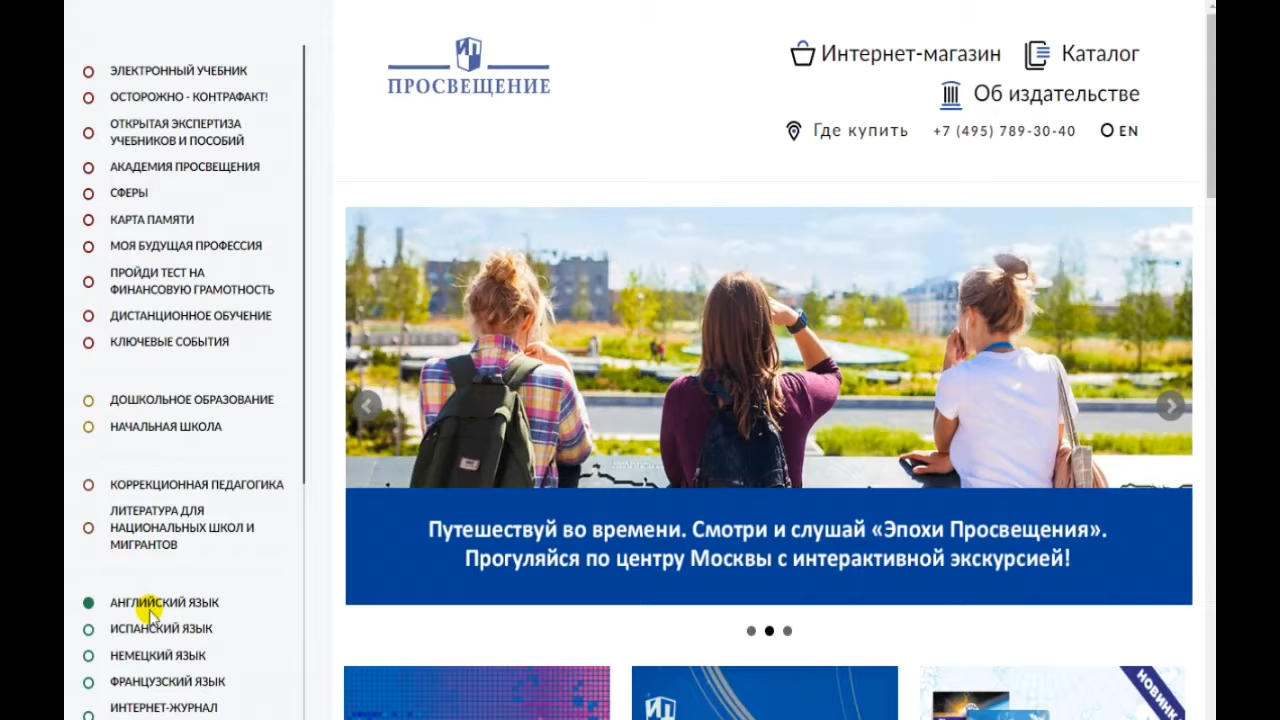 ЭЛЕКТРОННЫЙ УЧЕБНИК
ОСТОРОЖНО - КОНТРАФАКТ!
ОТКРЫТАЯ ЭКСПЕРТИЗА
УЧЕБНИКОВ И ПОСОБИЙ
АКАДЕМИЯ ПРОСВЕЩЕНИЯ
СФЕРЫ
КАРТА ПАМЯТИ
МОЯ БУДУЩАЯ ПРОФЕССИЯ
ПРОЙДИ ТЕСТ НА
ФИНАНСОВУЮ ГРАМОТНОСТЬ
ДИСТАНЦИОННОЕ ОБУЧЕНИЕ
КЛЮЧЕВЫЕ СОБЫТИЯ
ДОШКОЛЬНОЕ ОБРАЗОВАНИЕ
НАЧАЛЬНАЯ ШКОЛА
КОРРЕКЦИОННАЯ ПЕДАГОГИКА
ЛИТЕРАТУРА ДЛЯ
НАЦИОНАЛЬНЫХ ШКОЛ И
МИГРАНТОВ
АНГЛИЙСКИЙ ЯЗЫК
ИСПАНСКИЙ ЯЗЫК
НЕМЕЦКИЙ ЯЗЫК
ФРАНЦУЗСКИЙ ЯЗЫК
ИНТЕРНЕТ-ЖУРНАЛ
ПРОСВЕЩЕНИЕ
Интернет-магазин
Каталог
Об издательстве
Где купить
+7 (495) 789-30-40
EN
Путешествуй во времени. Смотри и слушай «Эпохи Просвещения».
Прогуляйся по центру Москвы с интерактивной экскурсией!